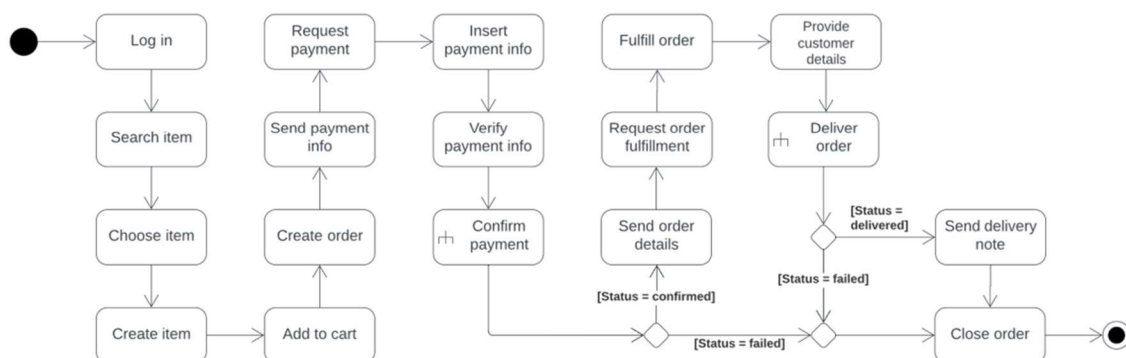 Log in
Search item
Choose item
Create item
Add to cart
Create order
Send payment
info
Request
payment
Insert
payment info
Verify
payment info
Confirm
payment
[Status = confirmed]
[Status = failed]
Send order
details
Request order
fulfillment
Fulfill order
Provide
customer
details
Deliver
order
[Status =
delivered]
[Status = failed]
Send delivery
note
Close order